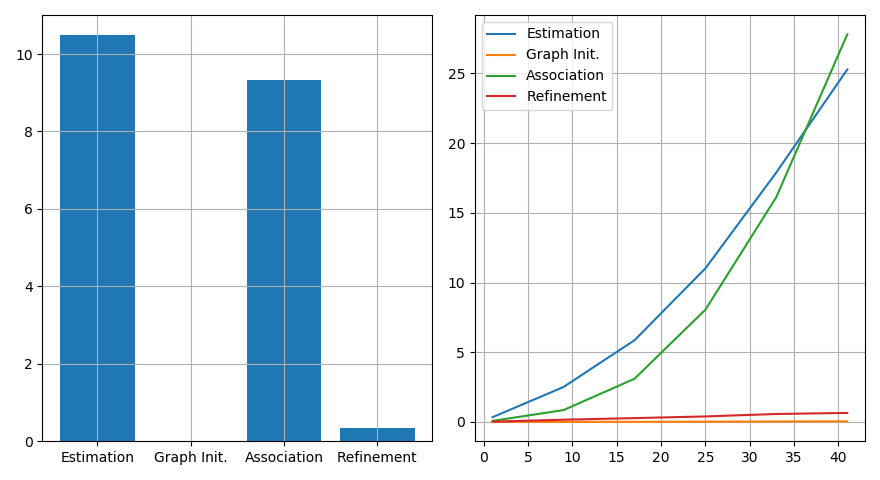 10
8
6
4
2
0
Estimation Graph Init. Association Refinement
Estimation
Graph Init.
Association
Refinement
25
20
15
10
5
0
0 5 10 15 20 25 30 35 40